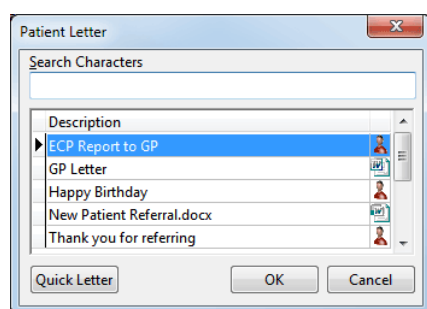 Patient Letter
Search Characters
Description
ECP Report to GP
GP Letter
Happy Birthday
New Patient Referral.docx
Thank you for referring
Quick Letter OK Cancel